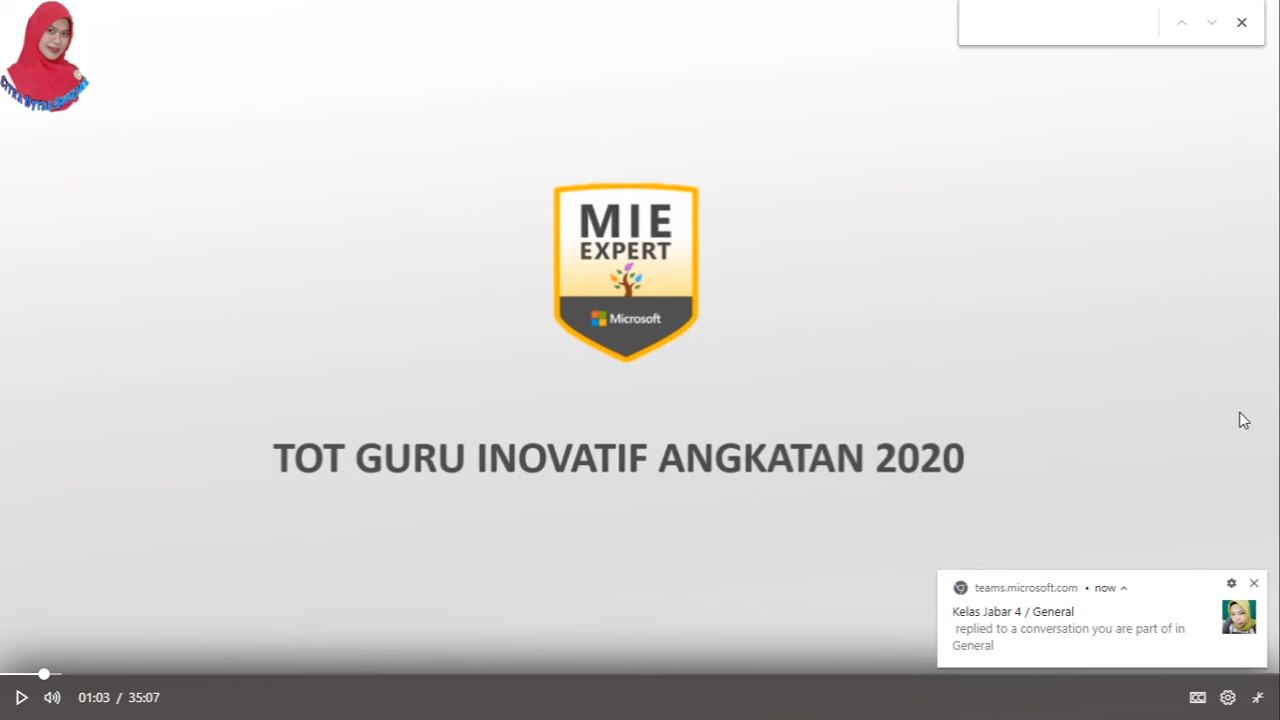 MIE
EXPERT
Microsoft
TOT GURU INOVATIF ANGKATAN 2020
teams.microsoft.com • now
Kelas Jabar 4 / General
replied to a conversation you are part of in
General
01:03 / 35:07
CC